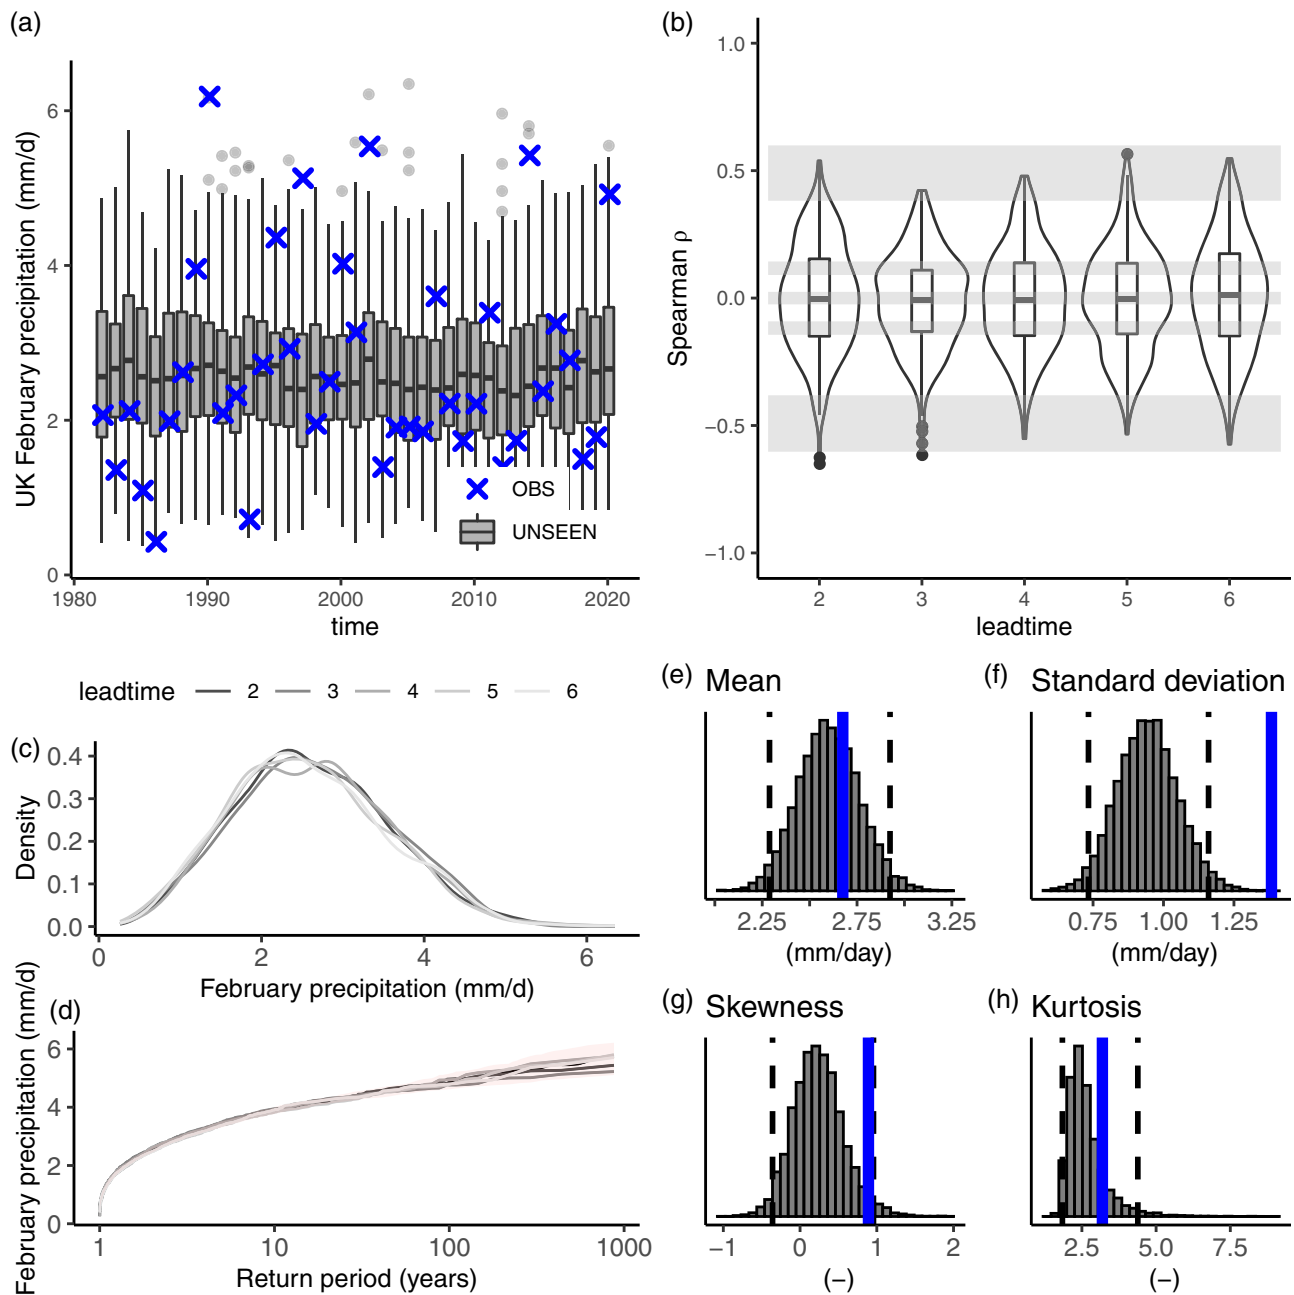 (a)
UK February precipitation (mm/d)
6
4
2
0
1980
1990
2000
2010
2020
time
OBS
UNSEEN
(b)
Spearman ρ
1.0
0.5
0.0
−0.5
−1.0
2
3
4
5
6
leadtime
leadtime 2 3 4 5 6
(c)
Density
0.4
0.3
0.2
0.1
0.0
0
2
4
6
February precipitation (mm/d)
(d)
February precipitation (mm/d)
6
4
2
0
1
10
100
1000
Return period (years)
(e) Mean
2.25
2.75
3.25
(mm/day)
(f) Standard deviation
0.75
1.00
1.25
(mm/day)
(g) Skewness
−1
0
1
2
(−)
(h) Kurtosis
2.5
5.0
7.5
(−)